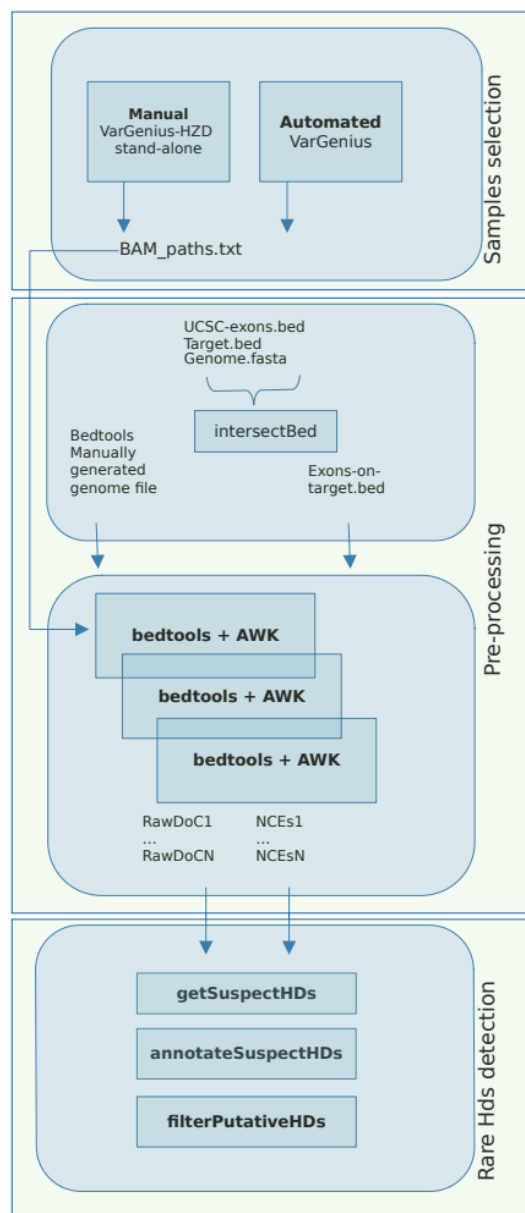 Manual
VarGenius-HZD
stand-alone
Automated
VarGenius
BAM_paths.txt
Samples selection
UCSC-exons.bed
Target.bed
Genome.fasta
intersectBed
Bedtools
Manually
generated
genome file
Exons-on-
target.bed
Pre-processing
bedtools + AWK
bedtools + AWK
bedtools + AWK
RawDoC1
...
RawDoCN
NCEs1
...
NCEsN
getSuspectHDs
annotateSuspectHDs
filterPutativeHDs
Rare Hds detection